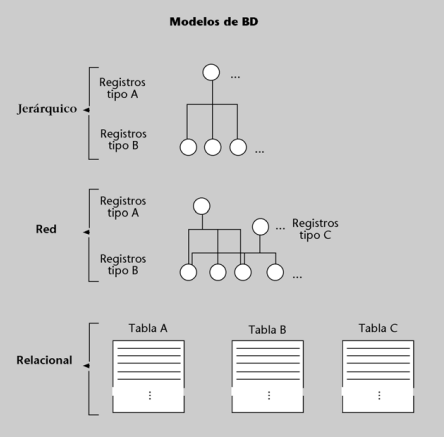 Modelos de BD
Registros
tipo A
...
Jerárquico
Registros
tipo B
...
Registros
tipo A
... Registros
tipo C
Red
Registros
tipo B
...
Tabla A
Tabla B
Tabla C
Relacional